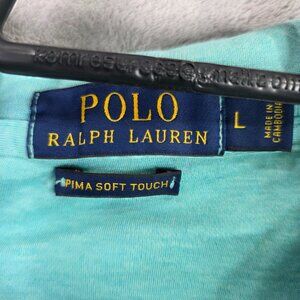 POLO
RALPH LAUREN
L
MADE IN
CAMBODIA
PIMA SOFT TOUCH